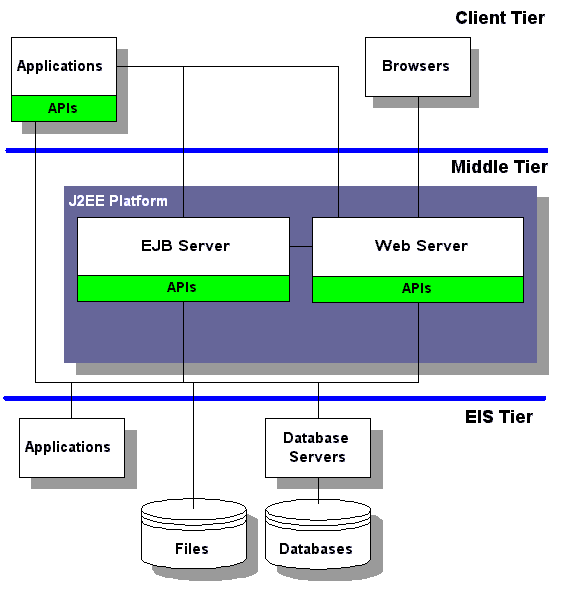 Client Tier
Applications
APIs
Browsers
Middle Tier
J2EE Platform
EJB Server
APIs
Web Server
APIs
EIS Tier
Applications
Database
Servers
Files
Databases